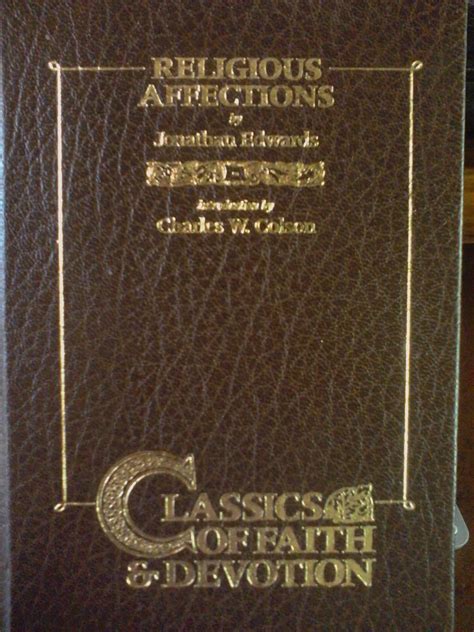 RELIGIOUS
AFFECTIONS
by
Jonathan Edwards
Introduction by
Charles W. Colson
CLASSICS
OF FAITH
& DEVOTION